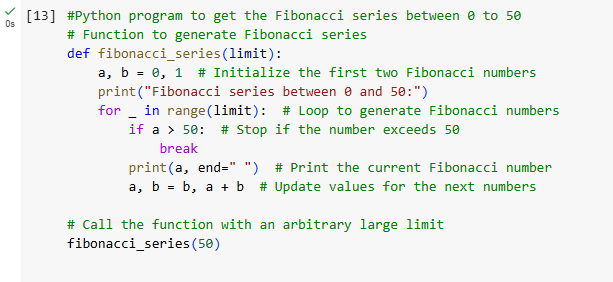 [13] #Python program to get the Fibonacci series between 0 to 50
# Function to generate Fibonacci series
def fibonacci_series(limit):
    a, b = 0, 1  # Initialize the first two Fibonacci numbers
    print("Fibonacci series between 0 and 50:")
    for _ in range(limit):  # Loop to generate Fibonacci numbers
        if a > 50:  # Stop if the number exceeds 50
            break
        print(a, end=" ")  # Print the current Fibonacci number
        a, b = b, a + b  # Update values for the next numbers
# Call the function with an arbitrary large limit
fibonacci_series(50)
0s